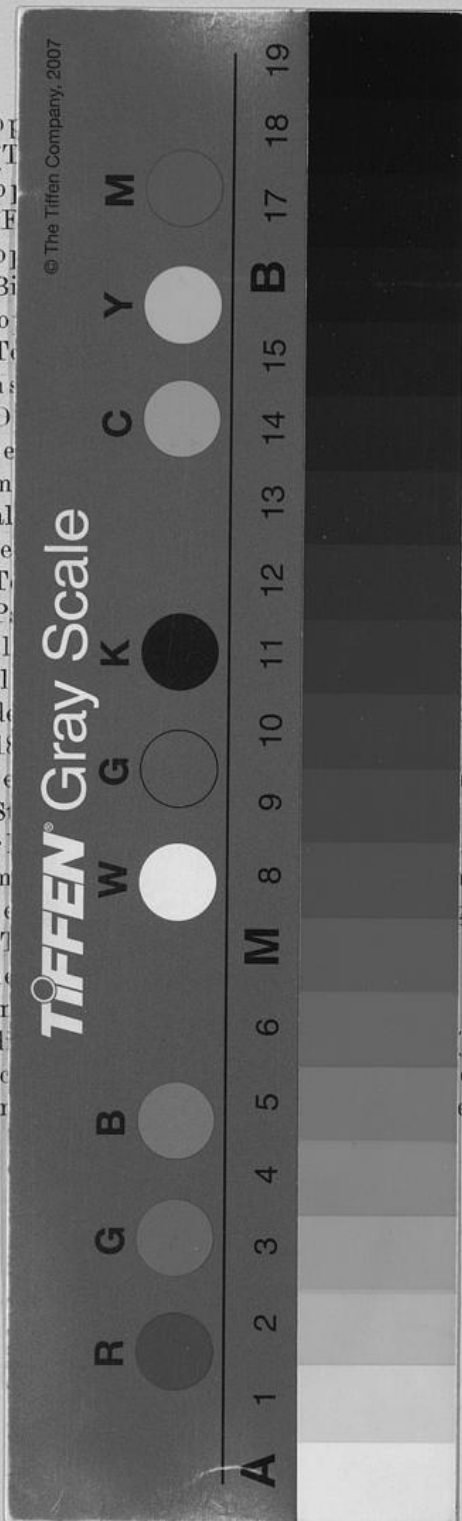 TIFFEN® Gray Scale
© The Tiffen Company, 2007
R G B W G K C Y M
A 1 2 3 4 5 6 M 8 9 10 11 12 13 14 15 B 17 18 19